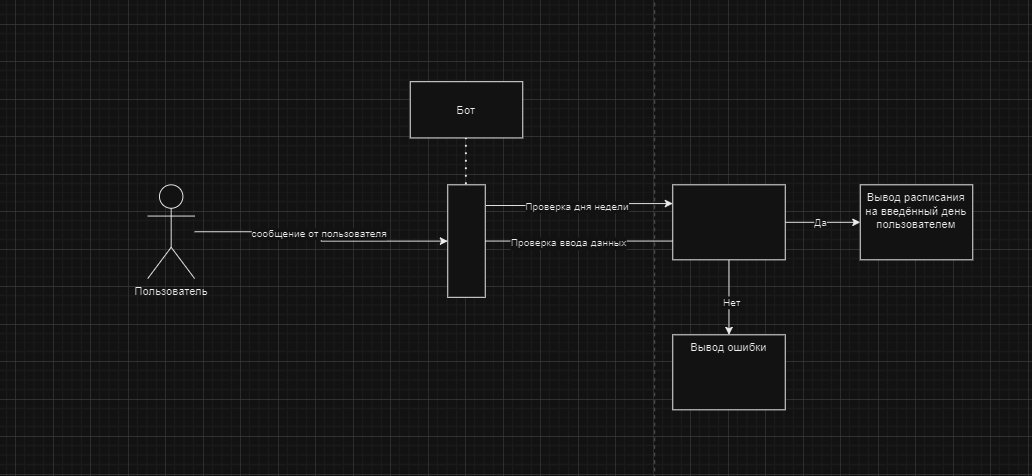 Бот
Проверка дня недели
Вывод расписания
на введённый день
пользователем
Да
сообщение от пользователя
Проверка ввода данных
Пользователь
Нет
Вывод ошибки